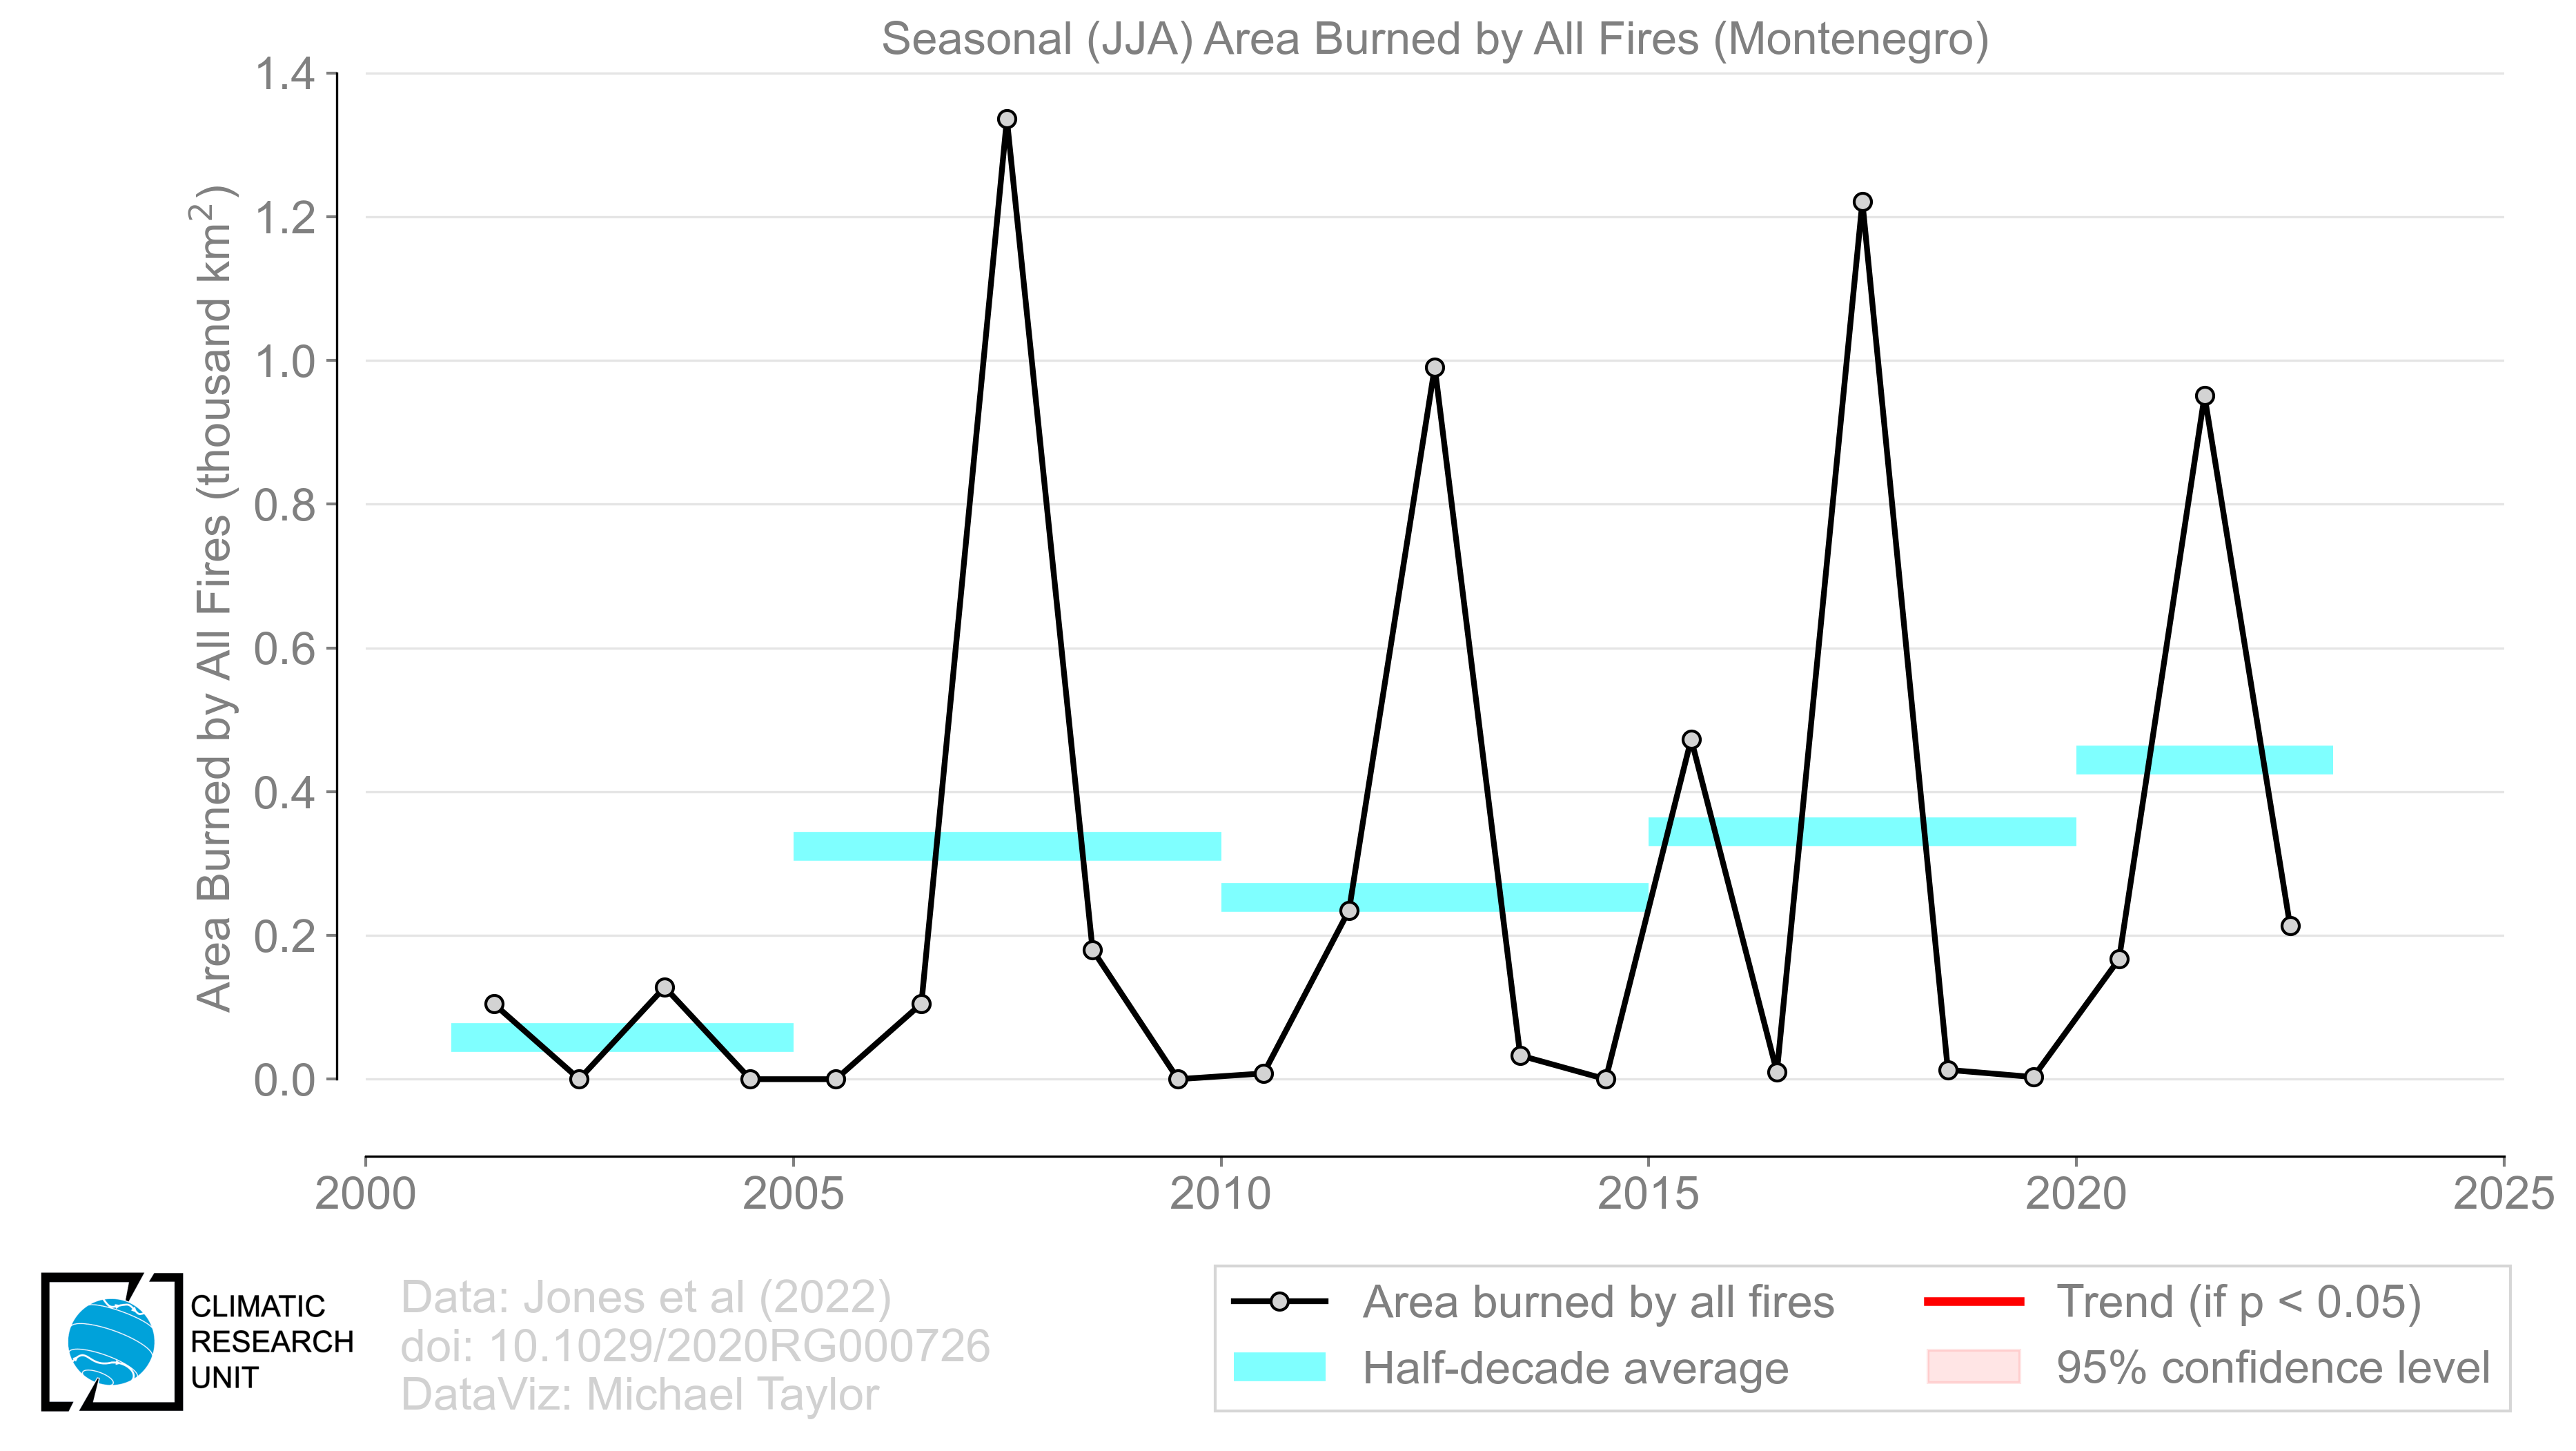 Seasonal (JJA) Area Burned by All Fires (Montenegro)
Area Burned by All Fires (thousand km²)
1.4
1.2
1.0
0.8
0.6
0.4
0.2
0.0
2000 2005 2010 2015 2020 2025
CLIMATIC
RESEARCH
UNIT
Data: Jones et al (2022)
doi: 10.1029/2020RG000726
DataViz: Michael Taylor
Area burned by all fires
Half-decade average
Trend (if p < 0.05)
95% confidence level